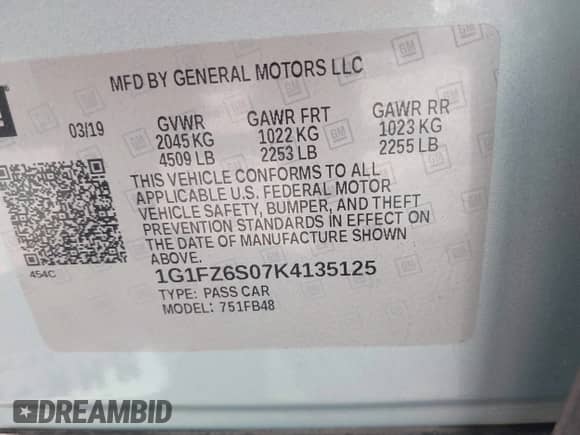 MFD BY GENERAL MOTORS LLC
03/19
GVWR
2045 KG
4509 LB
GAWR FRT
1022 KG
2253 LB
GAWR RR
1023 KG
2255 LB
THIS VEHICLE CONFORMS TO ALL
APPLICABLE U.S. FEDERAL MOTOR
VEHICLE SAFETY, BUMPER, AND THEFT
PREVENTION STANDARDS IN EFFECT ON
THE DATE OF MANUFACTURE SHOWN
ABOVE.
454C
1G1FZ6S07K4135125
TYPE: PASS CAR
MODEL: 751FB48
DREAMBID